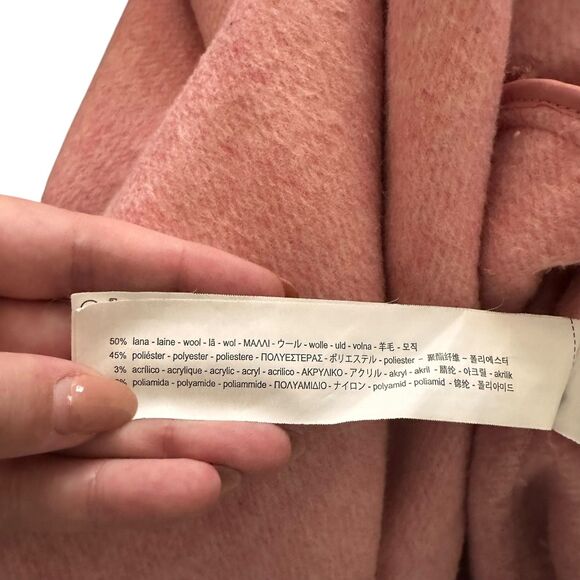 50% lana - laine - wool - lã - wol - ΜΑΛΛΙ - ウール - wolle - uld - volna - 羊毛 - 모직
45% poliéster - polyester - poliestere - ΠΟΛΥΕΣΤΕΡΑΣ - ポリエステル - poliester - 聚酯纤维 - 폴리에스터
3% acrílico - acrylique - acrylic - acryl - acrilico - ΑΚΡΥΛΙΚΟ - アクリル - akryl - akril - 腈纶 - 아크릴 - akrilik
poliamida - polyamide - poliammide - ΠΟΛΥΑΜΙΔΙΟ - ナイロン - polyamid - poliamid - 锦纶 - 폴리아미드